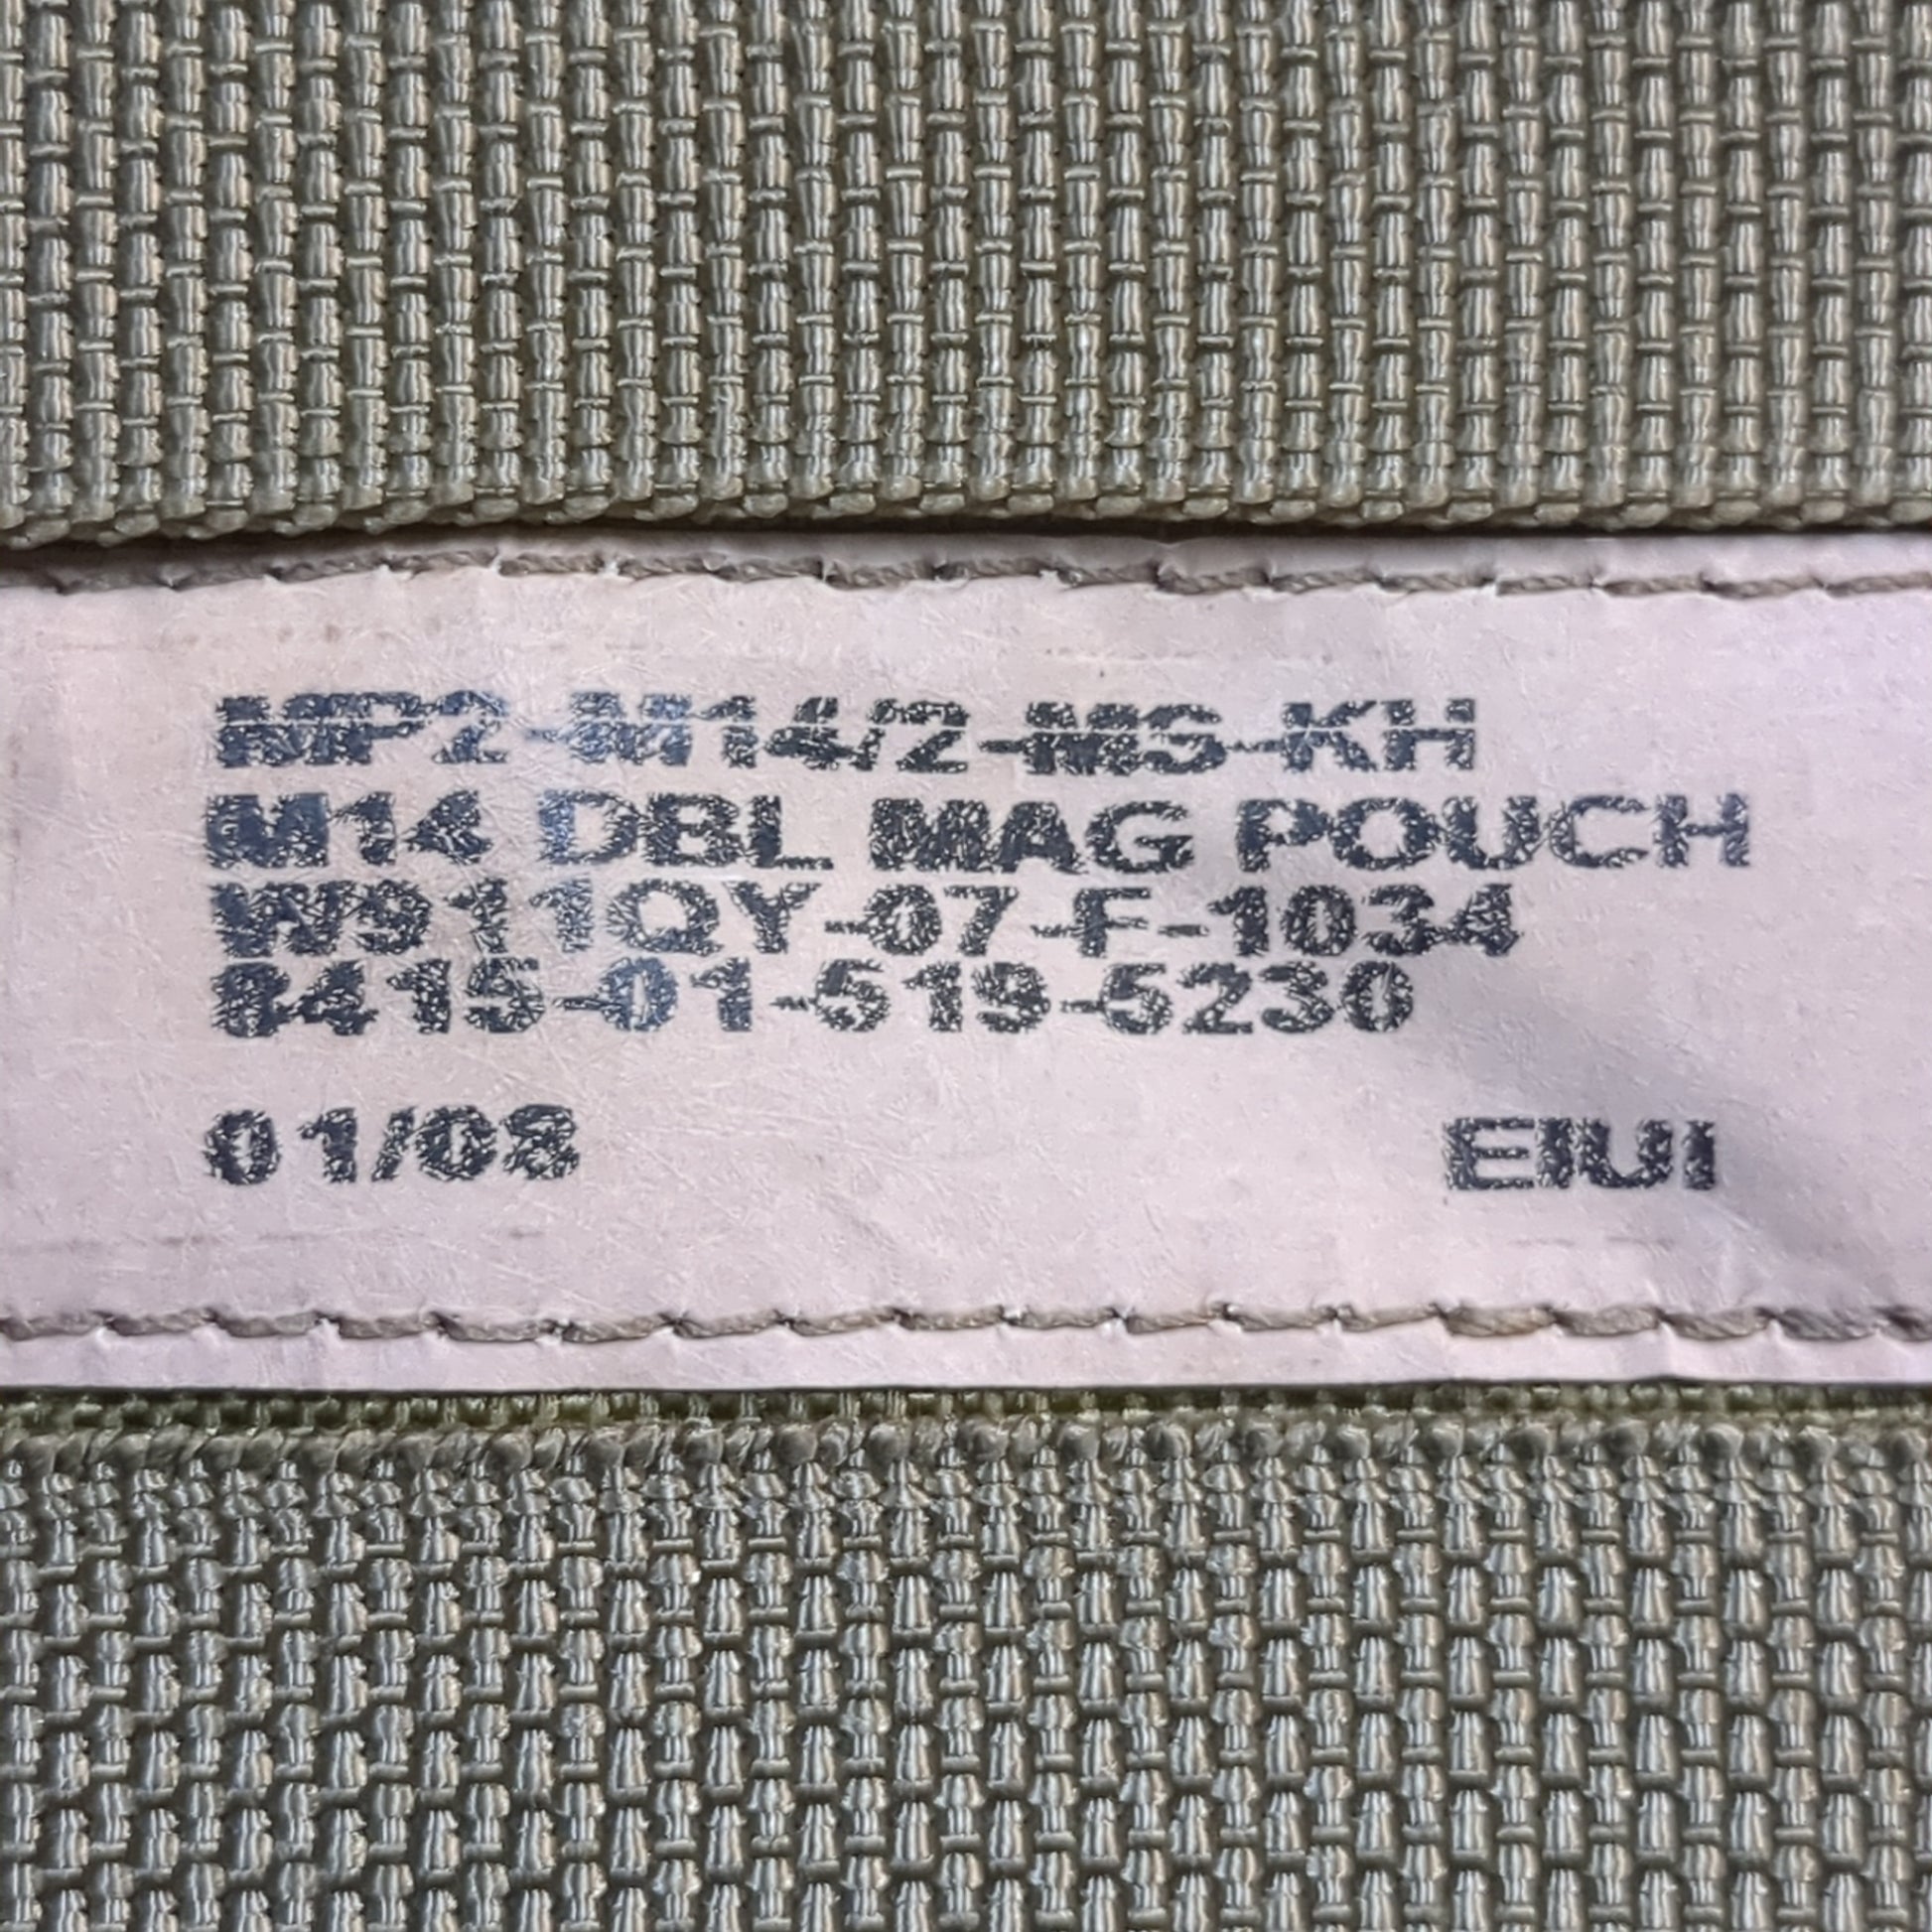 MP2-M14/2-MS-KH
M14 DBL MAG POUCH
W911QY-07-F-1034
8415-01-519-5230
01/08
EIUI